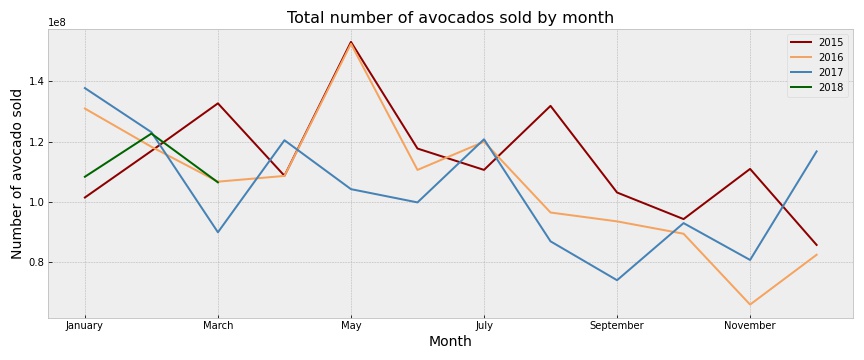 Total number of avocados sold by month
1e8
1.4
1.2
1.0
0.8
Number of avocado sold
2015
2016
2017
2018
January March May July September November
Month